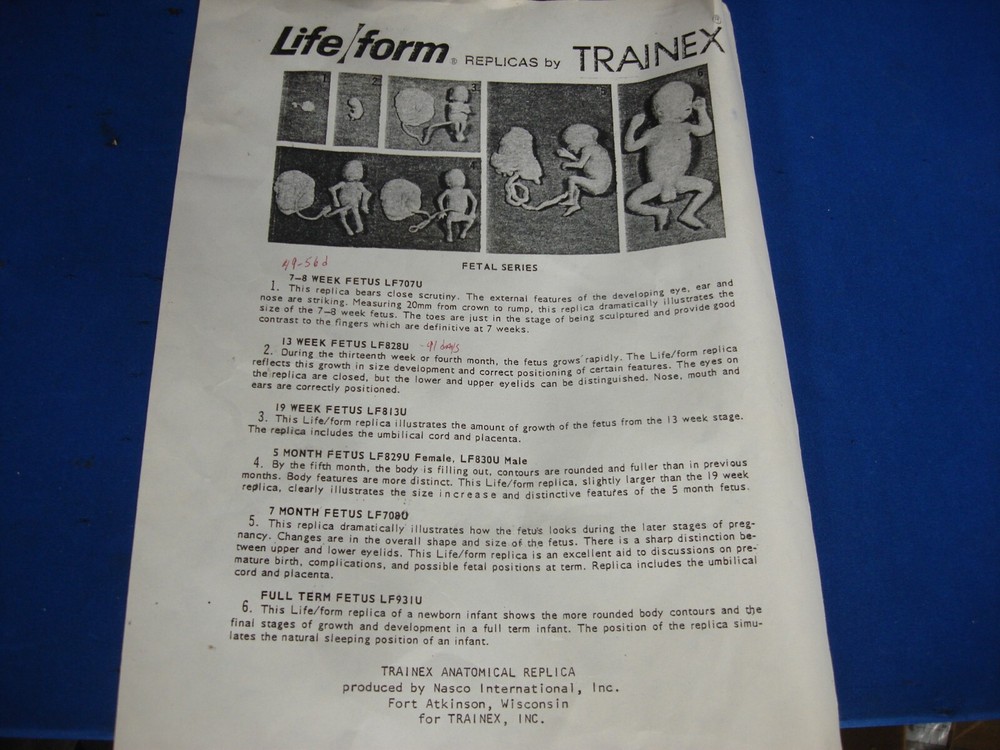 Life/form® REPLICAS by TRAINEX®
1
2
3
4
5
6
FETAL SERIES
49-56d
7–8 WEEK FETUS LF707U
1. This replica bears close scrutiny. The external features of the developing eye, ear and
nose are striking. Measuring 20mm from crown to rump, this replica dramatically illustrates the
size of the 7–8 week fetus. The toes are just in the stage of being sculptured and provide good
contrast to the fingers which are definitive at 7 weeks.
13 WEEK FETUS LF828U - 91 days
2. During the thirteenth week or fourth month, the fetus grows rapidly. The Life/form replica
reflects this growth in size development and correct positioning of certain features. The eyes on
the replica are closed, but the lower and upper eyelids can be distinguished. Nose, mouth and
ears are correctly positioned.
19 WEEK FETUS LF813U
3. This Life/form replica illustrates the amount of growth of the fetus from the 13 week stage.
The replica includes the umbilical cord and placenta.
5 MONTH FETUS LF829U Female, LF830U Male
4. By the fifth month, the body is filling out, contours are rounded and fuller than in previous
months. Body features are more distinct. This Life/form replica, slightly larger than the 19 week
replica, clearly illustrates the size increase and distinctive features of the 5 month fetus.
7 MONTH FETUS LF708U
5. This replica dramatically illustrates how the fetus looks during the later stages of preg-
nancy. Changes are in the overall shape and size of the fetus. There is a sharp distinction be-
tween upper and lower eyelids. This Life/form replica is an excellent aid to discussions on pre-
mature birth, complications, and possible fetal positions at term. Replica includes the umbilical
cord and placenta.
FULL TERM FETUS LF931U
6. This Life/form replica of a newborn infant shows the more rounded body contours and the
final stages of growth and development in a full term infant. The position of the replica simu-
lates the natural sleeping position of an infant.
TRAINEX ANATOMICAL REPLICA
produced by Nasco International, Inc.
Fort Atkinson, Wisconsin
for TRAINEX, INC.